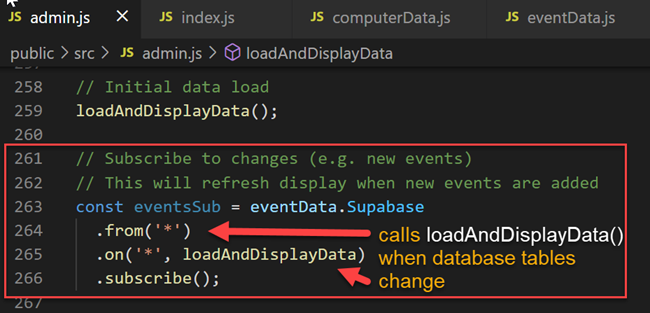 JS admin.js X JS index.js JS computerData.js JS eventData.js
public > src > JS admin.js > loadAndDisplayData
258 // Initial data load
259 loadAndDisplayData();
260
261 // Subscribe to changes (e.g. new events)
262 // This will refresh display when new events are added
263 const eventsSub = eventData.Supabase
264 .from('*') calls loadAndDisplayData()
265 .on('*', loadAndDisplayData) when database tables
266 .subscribe(); change
267